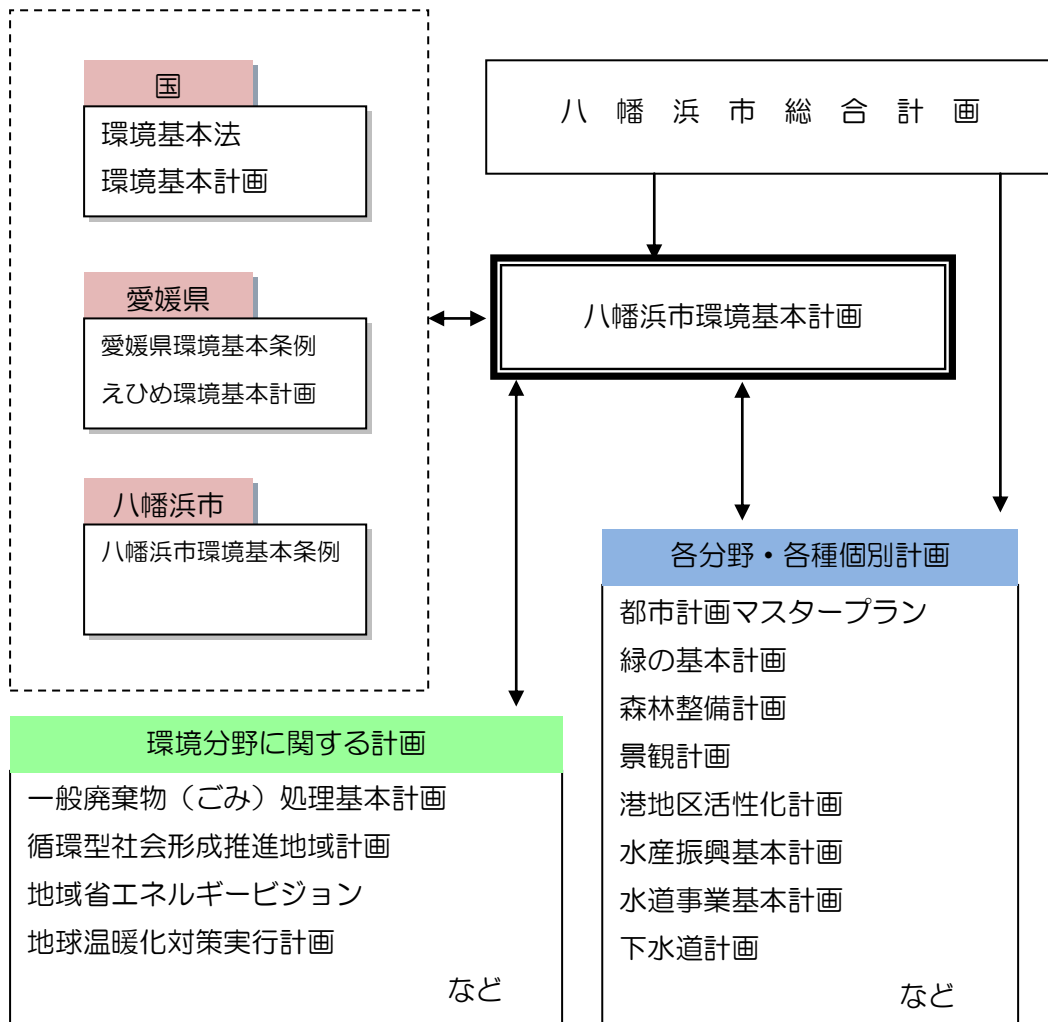 国
環境基本法
環境基本計画
愛媛県
愛媛県環境基本条例
えひめ環境基本計画
八幡浜市
八幡浜市環境基本条例
八幡浜市総合計画
八幡浜市環境基本計画
環境分野に関する計画
一般廃棄物（ごみ）処理基本計画
循環型社会形成推進地域計画
地域省エネルギービジョン
地球温暖化対策実行計画
など
各分野・各種個別計画
都市計画マスタープラン
緑の基本計画
森林整備計画
景観計画
港地区活性化計画
水産振興基本計画
水道事業基本計画
下水道計画
など